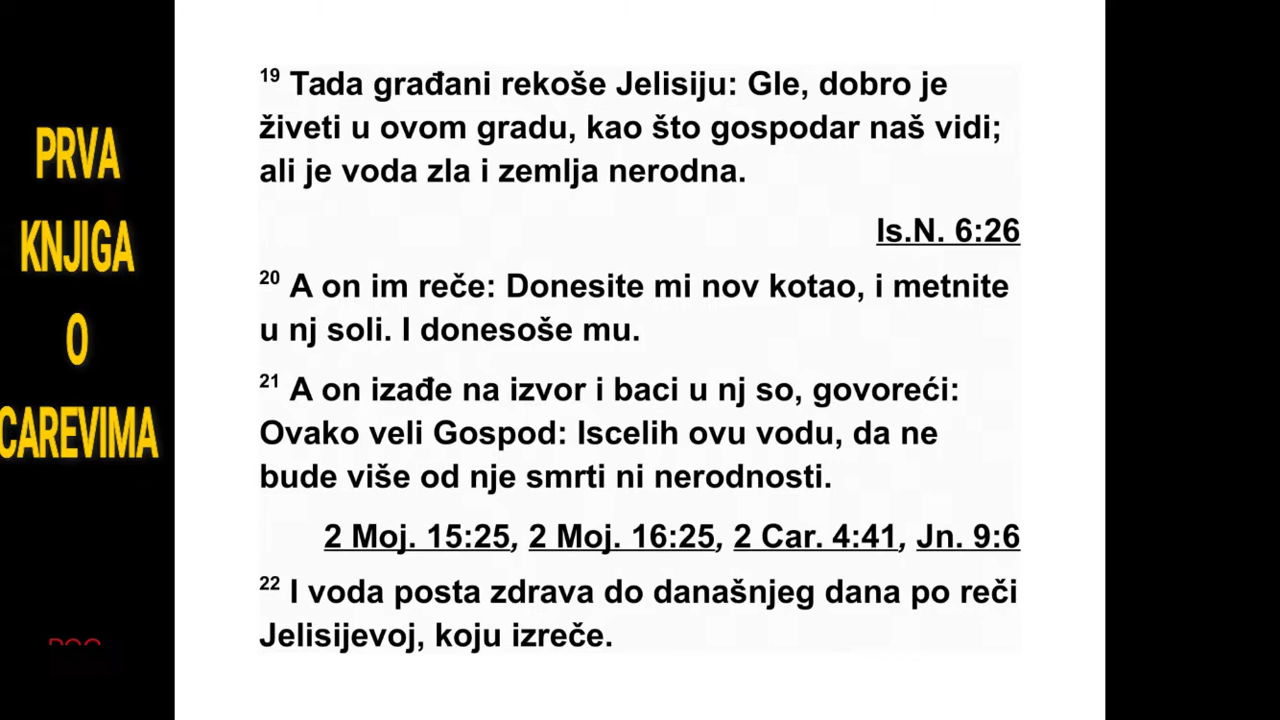 PRVA
KNJIGA
O
CAREVIMA
19 Tada građani rekoše Jelisiju: Gle, dobro je
živeti u ovom gradu, kao što gospodar naš vidi;
ali je voda zla i zemlja nerodna.
Is.N. 6:26
20 A on im reče: Donesite mi nov kotao, i metnite
u nj soli. I donesoše mu.
21 A on izađe na izvor i baci u nj so, govoreći:
Ovako veli Gospod: Iscelih ovu vodu, da ne
bude više od nje smrti ni nerodnosti.
2 Moj. 15:25, 2 Moj. 16:25, 2 Car. 4:41, Jn. 9:6
22 I voda posta zdrava do današnjeg dana po reči
Jelisijevoj, koju izreče.